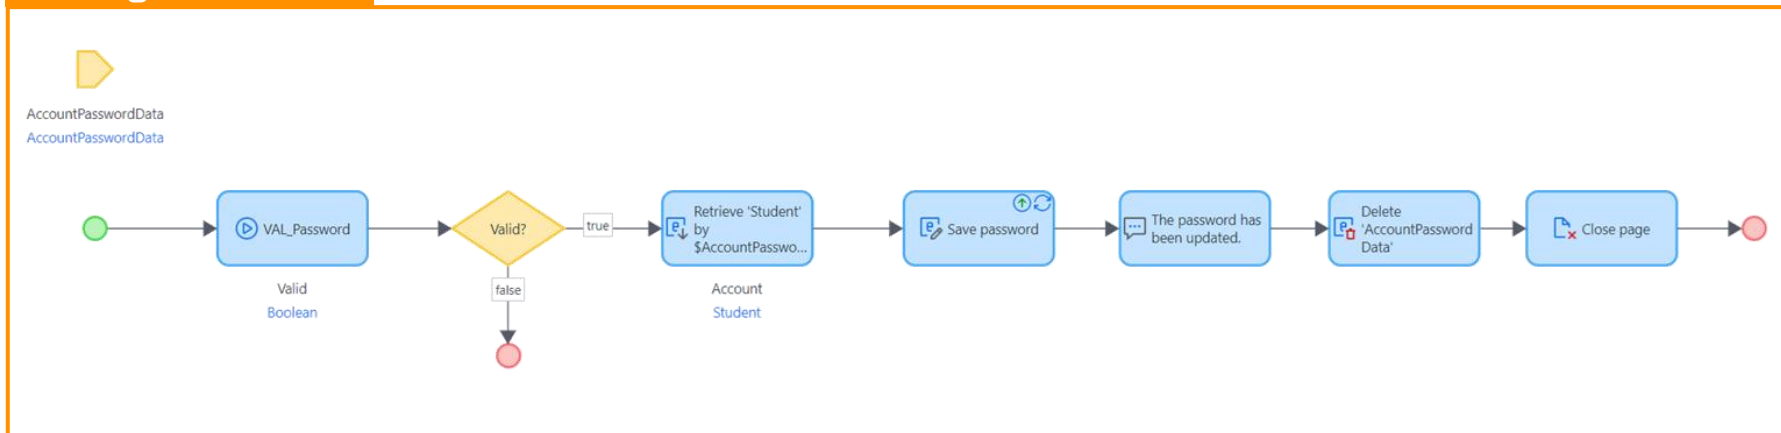 AccountPasswordData
AccountPasswordData
VAL_Password
Valid
Boolean
Valid?
true
false
Retrieve 'Student'
by
$AccountPasswo...
Account
Student
Save password
The password has
been updated.
Delete
'AccountPassword
Data'
Close page